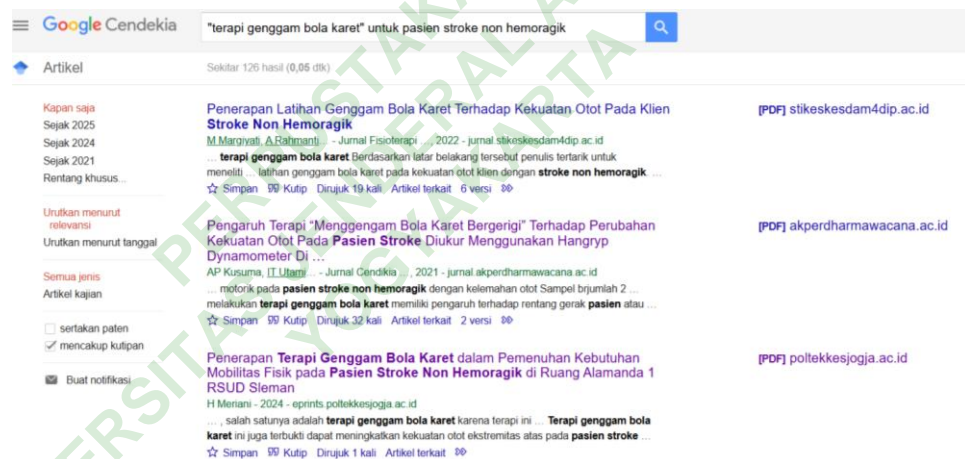 Google Cendekia
"terapi genggam bola karet" untuk pasien stroke non hemoragik
Artikel
Sekitar 126 hasil (0,05 dtk)
Kapan saja
Sejak 2025
Sejak 2024
Sejak 2021
Rentang khusus...
Urutkan menurut
relevansi
Urutkan menurut tanggal
Semua jenis
Artikel kajian
sertakan paten
mencakup kutipan
Buat notifikasi
Penerapan Latihan Genggam Bola Karet Terhadap Kekuatan Otot Pada Klien
Stroke Non Hemoragik
M Margiyati, A Rahmanti... - Jurnal Fisioterapi ..., 2022 - jurnal.stikeskesdam4dip.ac.id
... terapi genggam bola karet Berdasarkan latar belakang tersebut penulis tertarik untuk
meneliti ... latihan genggam bola karet pada kekuatan otot klien dengan stroke non hemoragik. ...
Simpan Kutip Dirujuk 19 kali Artikel terkait 6 versi
[PDF] stikeskesdam4dip.ac.id
Pengaruh Terapi “Menggengam Bola Karet Bergerigi” Terhadap Perubahan
Kekuatan Otot Pada Pasien Stroke Diukur Menggunakan Hangryp
Dynamometer Di ...
AP Kusuma, IT Utami... - Jurnal Cendikia ..., 2021 - jurnal.akperdharmawacana.ac.id
... motorik pada pasien stroke non hemoragik dengan kelemahan otot Sampel brjumlah 2 ...
melakukan terapi genggam bola karet memiliki pengaruh terhadap rentang gerak pasien atau ...
Simpan Kutip Dirujuk 32 kali Artikel terkait 2 versi
[PDF] akperdharmawacana.ac.id
Penerapan Terapi Genggam Bola Karet dalam Pemenuhan Kebutuhan
Mobilitas Fisik pada Pasien Stroke Non Hemoragik di Ruang Alamanda 1
RSUD Sleman
H Meriani - 2024 - eprints.poltekkesjogja.ac.id
... , salah satunya adalah terapi genggam bola karet karena terapi ini ... Terapi genggam bola
karet ini juga terbukti dapat meningkatkan kekuatan otot ekstremitas atas pada pasien stroke ...
Simpan Kutip Dirujuk 1 kali Artikel terkait
[PDF] poltekkesjogja.ac.id
PERPUSTAKA
ERSITAS JENDERAL
YOGYAKARTA